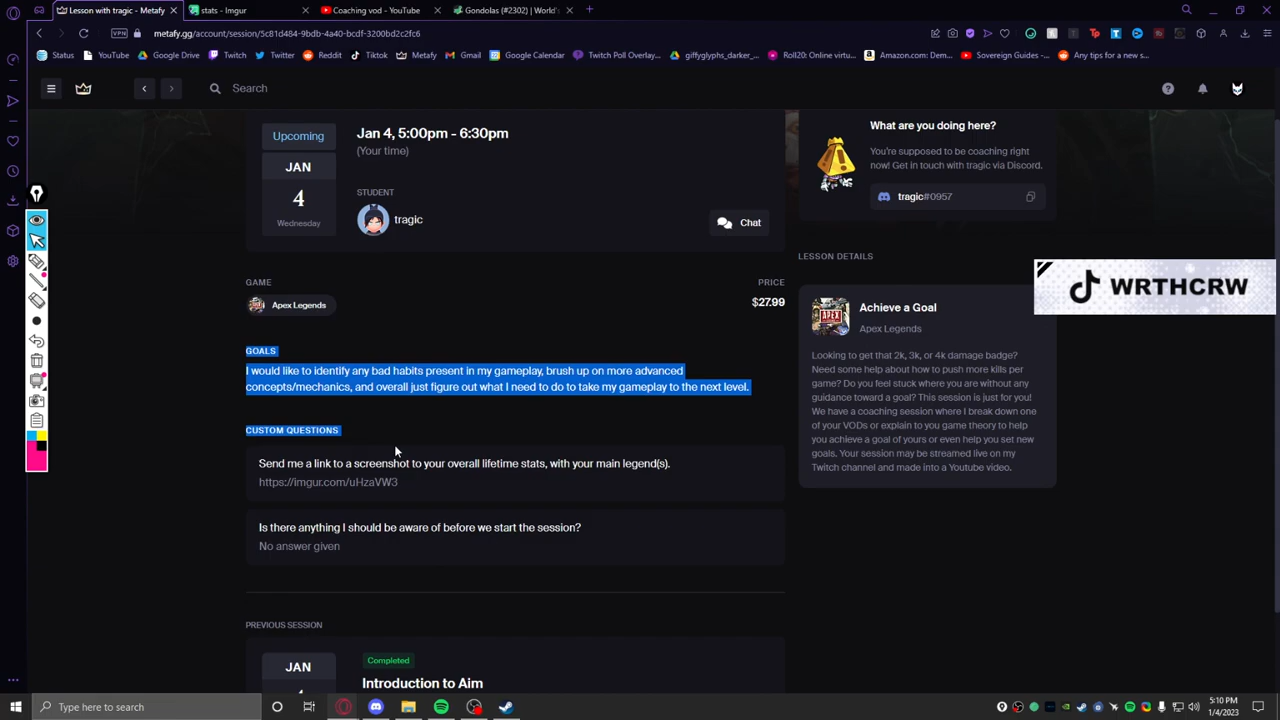 Lesson with tragic - Metafy
stats - Imgur
Coaching vod - YouTube
Gondolas (#2302) | World's
VPN
metafy.gg/account/session/5c81d484-9bdb-4a40-bcdf-3200bd2c2fc6
Status
YouTube
Google Drive
Twitch
Twitter
Reddit
Tiktok
Metafy
Gmail
Google Calendar
Twitch Poll Overlay...
giffyglyphs_darker_...
Roll20: Online virtu...
Amazon.com: Dem...
Sovereign Guides -...
Any tips for a new s...
Search
Upcoming
JAN
4
Wednesday
Jan 4, 5:00pm - 6:30pm
(Your time)
STUDENT
tragic
Chat
What are you doing here?
You're supposed to be coaching right
now! Get in touch with tragic via Discord.
tragic#0957
GAME
PRICE
Apex Legends
$27.99
GOALS
I would like to identify any bad habits present in my gameplay, brush up on more advanced
concepts/mechanics, and overall just figure out what I need to do to take my gameplay to the next level.
CUSTOM QUESTIONS
Send me a link to a screenshot to your overall lifetime stats, with your main legend(s).
https://imgur.com/uHzaVW3
Is there anything I should be aware of before we start the session?
No answer given
PREVIOUS SESSION
JAN
Completed
Introduction to Aim
LESSON DETAILS
WRTHCRW
APEX
Achieve a Goal
Apex Legends
Looking to get that 2k, 3k, or 4k damage badge?
Need some help about how to push more kills per
game? Do you feel stuck where you are without any
guidance toward a goal? This session is just for you!
We have a coaching session where I break down one
of your VODs or explain to you game theory to help
you achieve a goal of yours or even help you set new
goals. Your session may be streamed live on my
Twitch channel and made into a Youtube video.
Type here to search
5:10 PM
1/4/2023